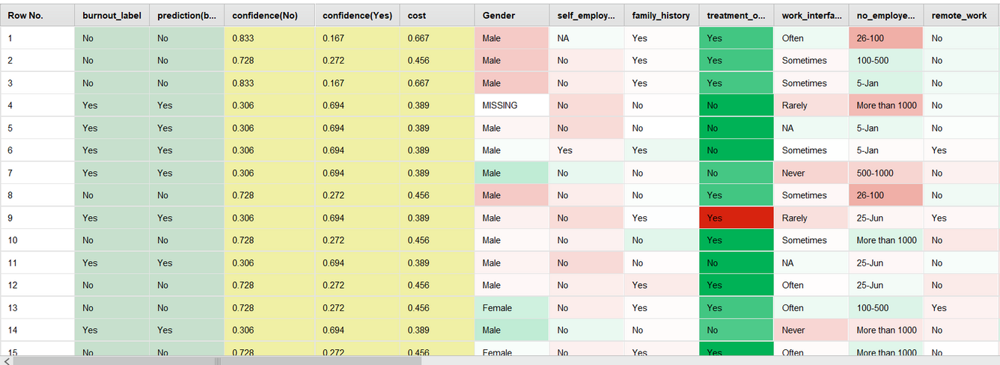 Row No. burnout_label prediction(b... confidence(No) confidence(Yes) cost Gender self_employ... family_history treatment_o... work_interfa... no_employe... remote_work
1 No No 0.833 0.167 0.667 Male NA Yes Yes Often 26-100 No
2 No No 0.728 0.272 0.456 Male No Yes Yes Sometimes 100-500 No
3 No No 0.833 0.167 0.667 Male No Yes Yes Sometimes 5-Jan No
4 Yes Yes 0.306 0.694 0.389 MISSING No No No Rarely More than 1000 No
5 Yes Yes 0.306 0.694 0.389 Male No No No NA 5-Jan No
6 Yes Yes 0.306 0.694 0.389 Male Yes Yes No Sometimes 5-Jan Yes
7 Yes Yes 0.306 0.694 0.389 Male No No No Never 500-1000 No
8 No No 0.728 0.272 0.456 Male No No Yes Sometimes 26-100 No
9 Yes Yes 0.306 0.694 0.389 Male No Yes Yes Rarely 25-Jun Yes
10 No No 0.728 0.272 0.456 Male No No Yes Sometimes More than 1000 No
11 Yes Yes 0.306 0.694 0.389 Male No No No NA 25-Jun No
12 No No 0.728 0.272 0.456 Male No Yes Yes Often 25-Jun No
13 No No 0.728 0.272 0.456 Female No Yes Yes Often 100-500 Yes
14 Yes Yes 0.306 0.694 0.389 Male No No No Never More than 1000 No
15 No No 0.728 0.272 0.456 Female No Yes Yes Often More than 1000 No